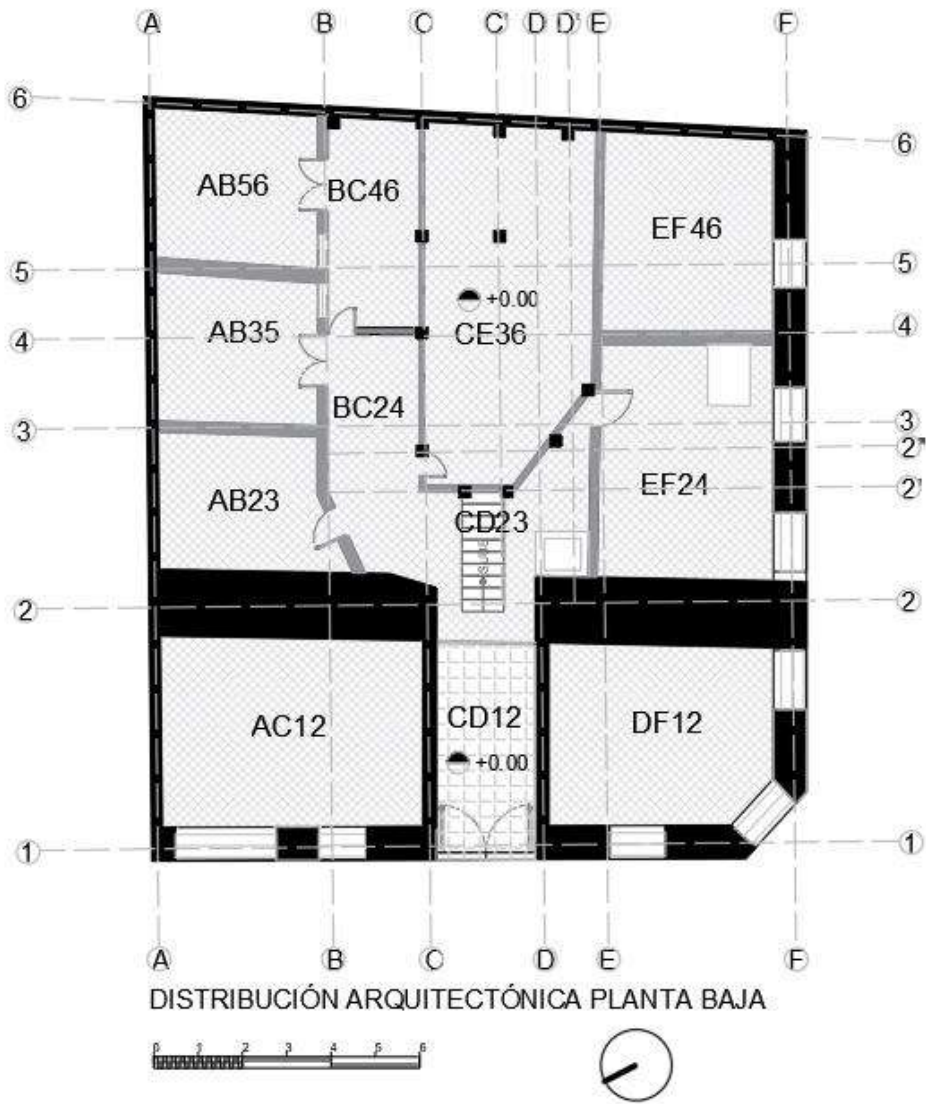 A B C C' D D' E F
6
6
AB56
BC46
EF46
5
5
+0.00
4
CE36
4
AB35
BC24
3
3
2"
EF24
2'
AB23
CD23
SUBE
2
2
AC12
CD12
DF12
+0.00
1
1
A B C D E F
DISTRIBUCIÓN ARQUITECTÓNICA PLANTA BAJA
0 1 2 3 4 5 6